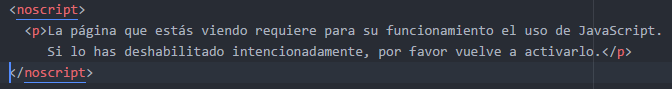 <noscript>
<p>La página que estás viendo requiere para su funcionamiento el uso de JavaScript.
Si lo has deshabilitado intencionadamente, por favor vuelve a activarlo.</p>
</noscript>